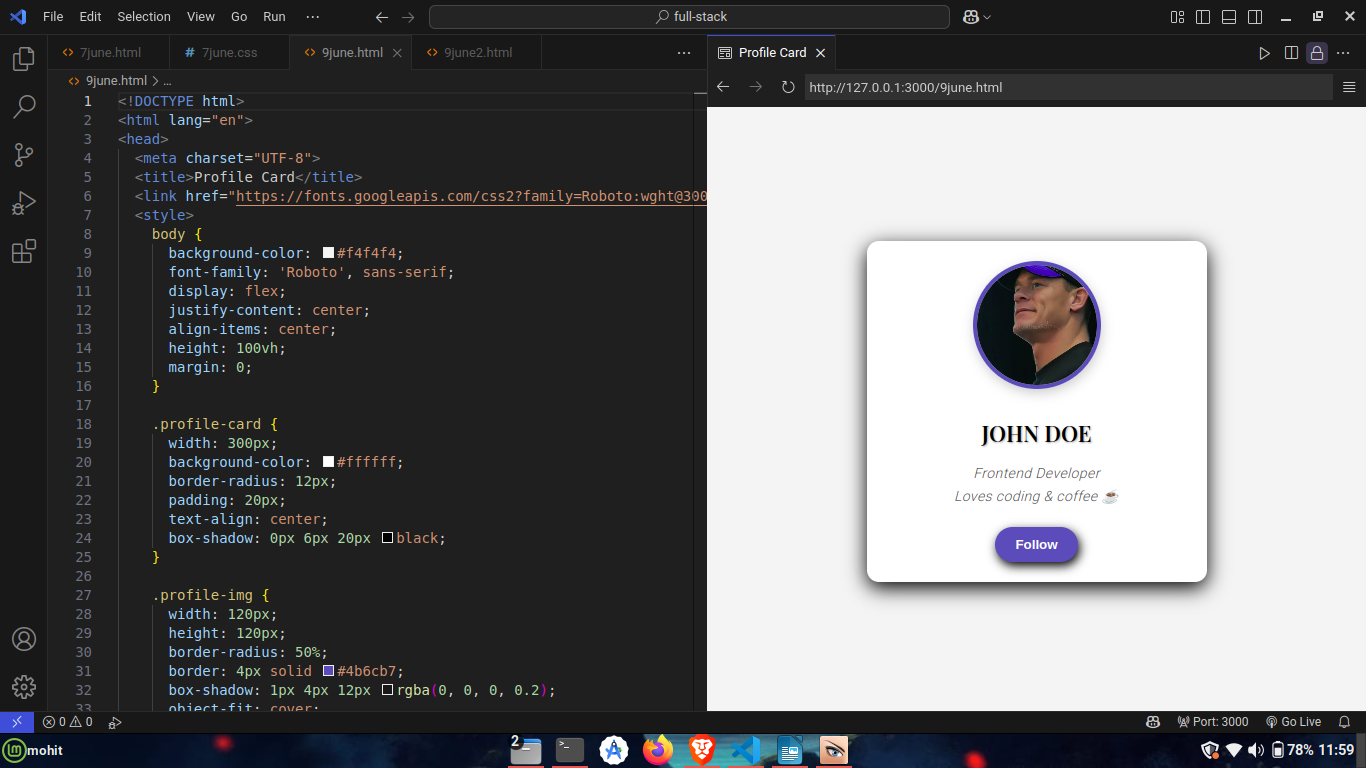 File Edit Selection View Go Run ··· full-stack
7june.html # 7june.css 9june.html 9june2.html ···
9june.html > ...
1 <!DOCTYPE html>
2 <html lang="en">
3 <head>
4 <meta charset="UTF-8">
5 <title>Profile Card</title>
6 <link href="https://fonts.googleapis.com/css2?family=Roboto:wght@300
7 <style>
8 body {
9 background-color: #f4f4f4;
10 font-family: 'Roboto', sans-serif;
11 display: flex;
12 justify-content: center;
13 align-items: center;
14 height: 100vh;
15 margin: 0;
16 }
17
18 .profile-card {
19 width: 300px;
20 background-color: #ffffff;
21 border-radius: 12px;
22 padding: 20px;
23 text-align: center;
24 box-shadow: 0px 6px 20px black;
25 }
26
27 .profile-img {
28 width: 120px;
29 height: 120px;
30 border-radius: 50%;
31 border: 4px solid #4b6cb7;
32 box-shadow: 1px 4px 12px rgba(0, 0, 0, 0.2);
33 object-fit: cover;
Profile Card
http://127.0.0.1:3000/9june.html
JOHN DOE
Frontend Developer
Loves coding & coffee ☕
Follow
0 0 Port: 3000 Go Live
mohit 2 78% 11:59